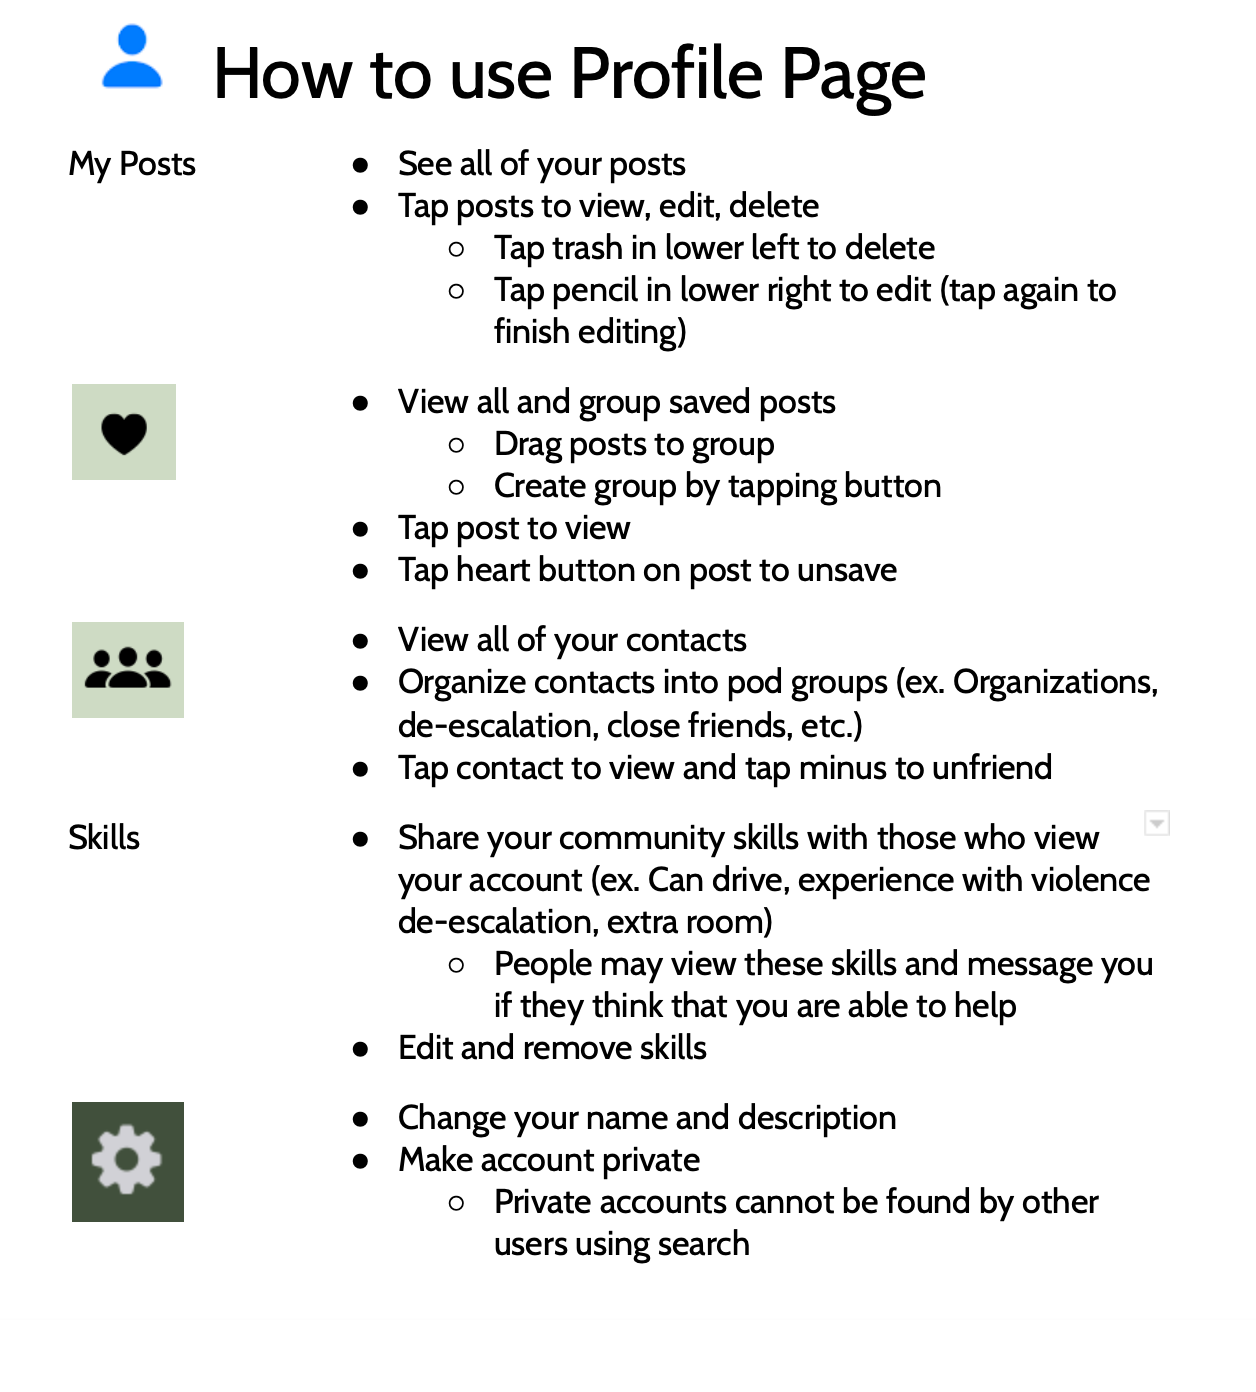 How to use Profile Page
My Posts
● See all of your posts
● Tap posts to view, edit, delete
○ Tap trash in lower left to delete
○ Tap pencil in lower right to edit (tap again to
finish editing)
● View all and group saved posts
○ Drag posts to group
○ Create group by tapping button
● Tap post to view
● Tap heart button on post to unsave
● View all of your contacts
● Organize contacts into pod groups (ex. Organizations,
de-escalation, close friends, etc.)
● Tap contact to view and tap minus to unfriend
Skills
● Share your community skills with those who view
your account (ex. Can drive, experience with violence
de-escalation, extra room)
○ People may view these skills and message you
if they think that you are able to help
● Edit and remove skills
● Change your name and description
● Make account private
○ Private accounts cannot be found by other
users using search